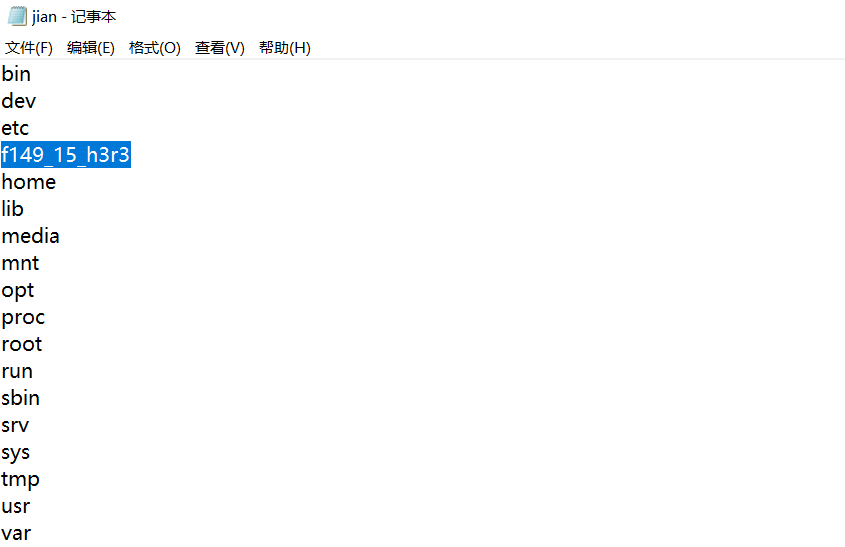 jian - 记事本
文件(F) 编辑(E) 格式(O) 查看(V) 帮助(H)
bin
dev
etc
f149_15_h3r3
home
lib
media
mnt
opt
proc
root
run
sbin
srv
sys
tmp
usr
var